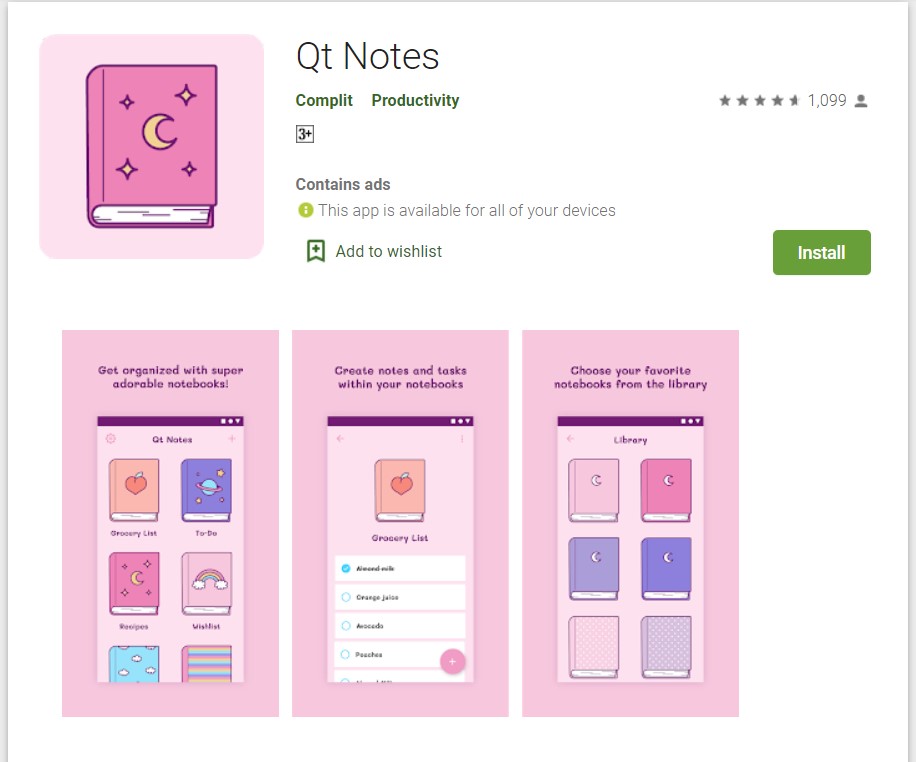 Qt Notes
Complit Productivity 1,099
3+
Contains ads
This app is available for all of your devices
Add to wishlist
Install
Get organized with super
adorable notebooks!
Qt Notes
Grocery List To-Do
Recipes Wishlist
Create notes and tasks
within your notebooks
Grocery List
Almond milk
Orange juice
Avocado
Peaches
Choose your favorite
notebooks from the library
Library